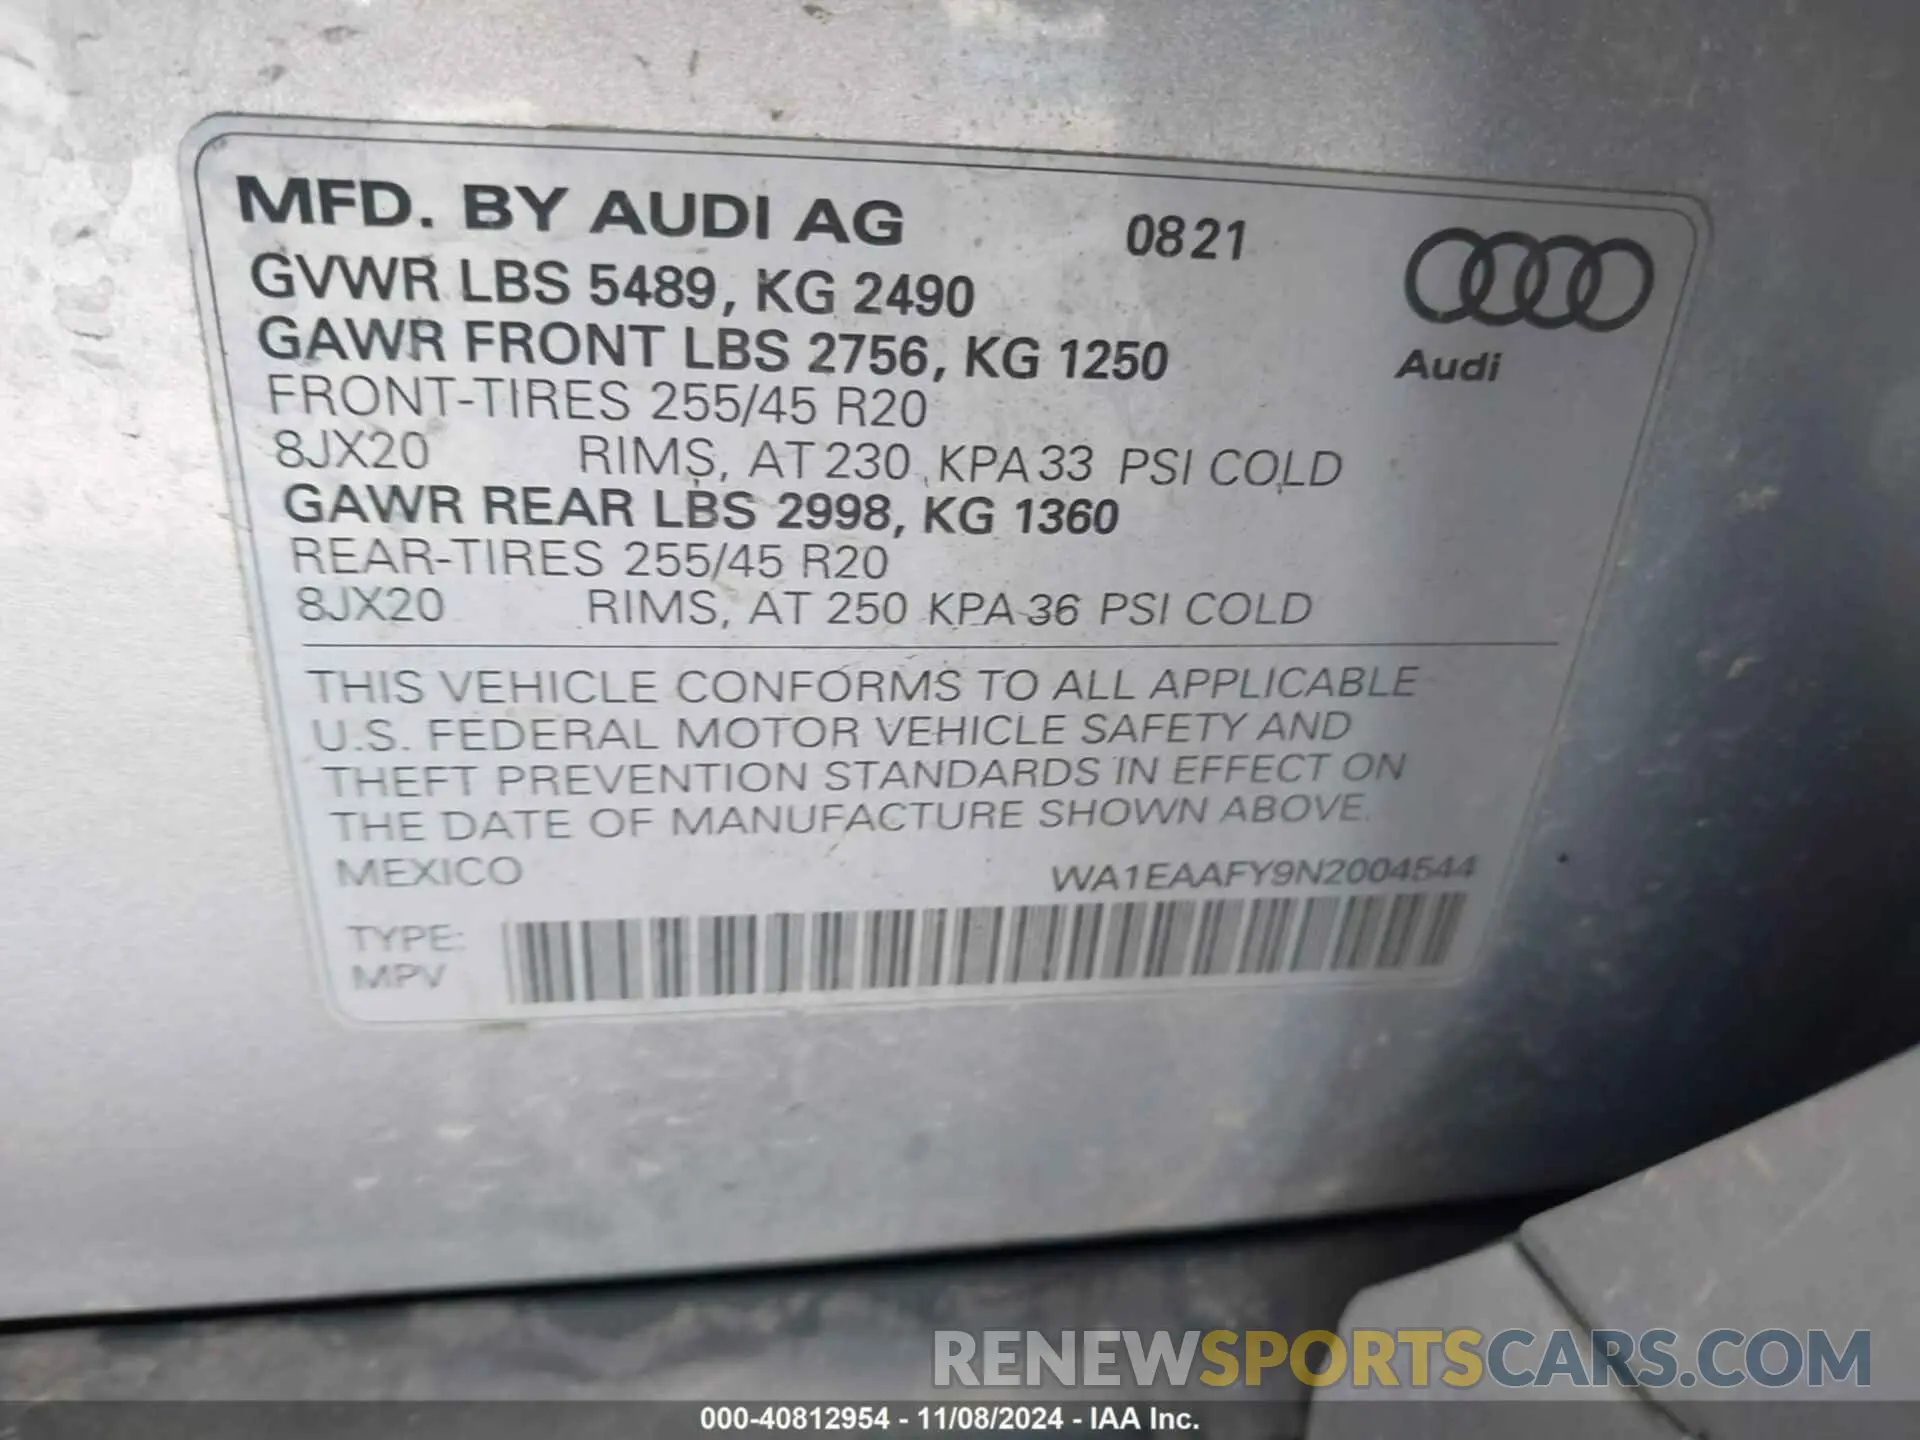 MFD. BY AUDI AG 0821
GVWR LBS 5489, KG 2490
GAWR FRONT LBS 2756, KG 1250
Audi
FRONT-TIRES 255/45 R20
8JX20 RIMS, AT 230 KPA 33 PSI COLD
GAWR REAR LBS 2998, KG 1360
REAR-TIRES 255/45 R20
8JX20 RIMS, AT 250 KPA 36 PSI COLD
THIS VEHICLE CONFORMS TO ALL APPLICABLE
U.S. FEDERAL MOTOR VEHICLE SAFETY AND
THEFT PREVENTION STANDARDS IN EFFECT ON
THE DATE OF MANUFACTURE SHOWN ABOVE.
MEXICO WA1EAAFY9N2004544
TYPE:
MPV
RENEWSPORTSCARS.COM
000-40812954 - 11/08/2024 - IAA Inc.